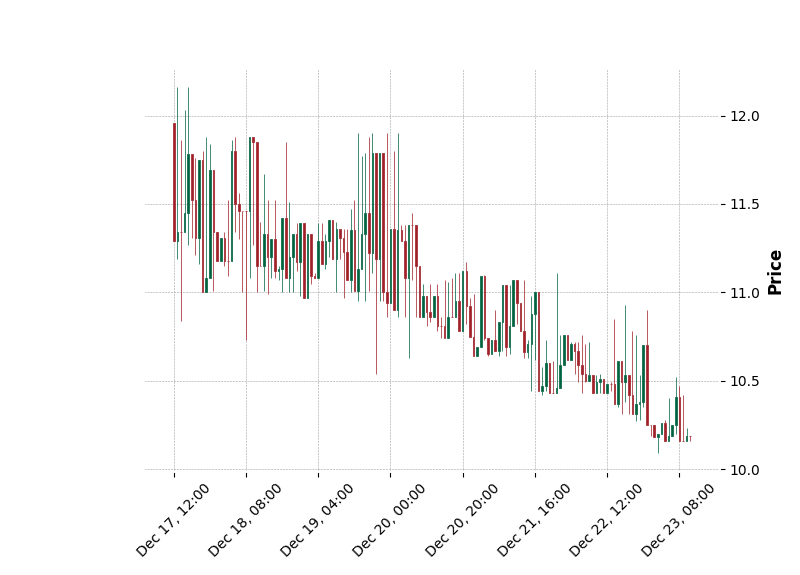 12.0
11.5
11.0
10.5
10.0
Price
Dec 17, 12:00
Dec 18, 08:00
Dec 19, 04:00
Dec 20, 00:00
Dec 20, 20:00
Dec 21, 16:00
Dec 22, 12:00
Dec 23, 08:00